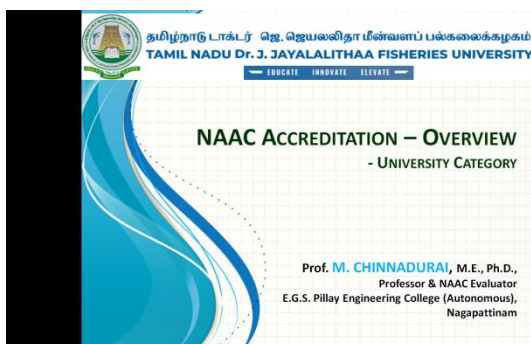 தமிழ்நாடு டாக்டர் ஜெ. ஜெயலலிதா மீன்வளப் பல்கலைக்கழகம்
TAMIL NADU Dr. J. JAYALALITHAA FISHERIES UNIVERSITY
EDUCATE INNOVATE ELEVATE
NAAC ACCREDITATION – OVERVIEW
- UNIVERSITY CATEGORY
Prof. M. CHINNADURAI, M.E., Ph.D.,
Professor & NAAC Evaluator
E.G.S. Pillay Engineering College (Autonomous),
Nagapattinam